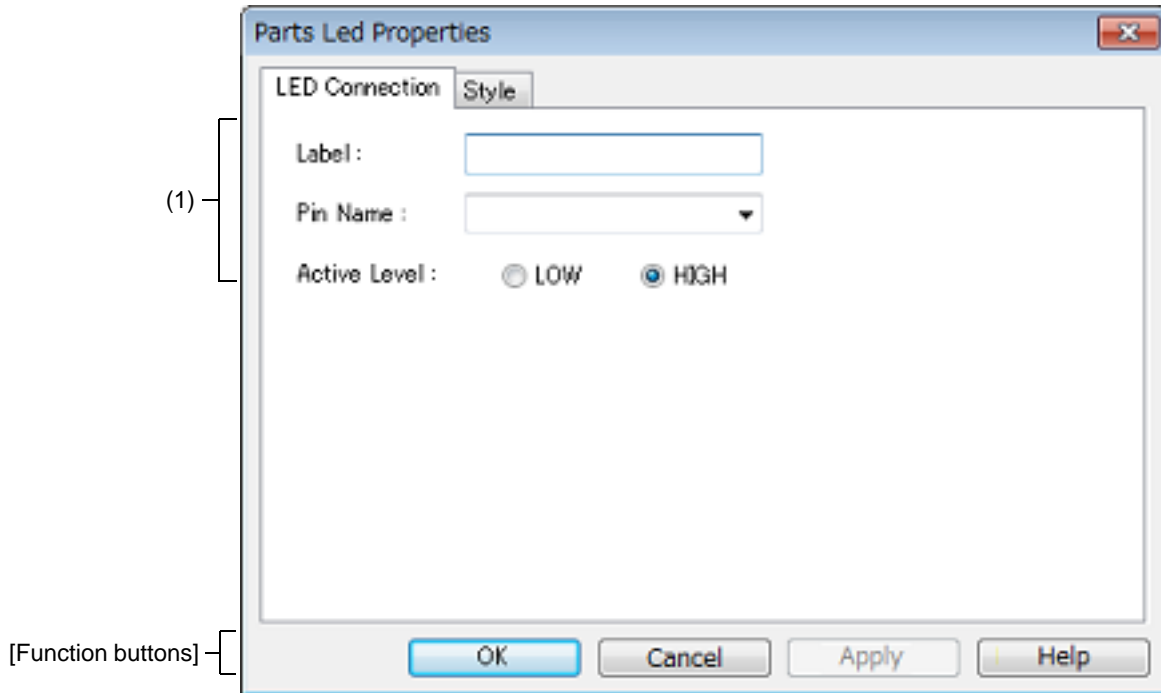 Parts Led Properties
LED Connection Style
(1)
Label :
Pin Name :
Active Level : LOW HIGH
[Function buttons]
OK Cancel Apply Help